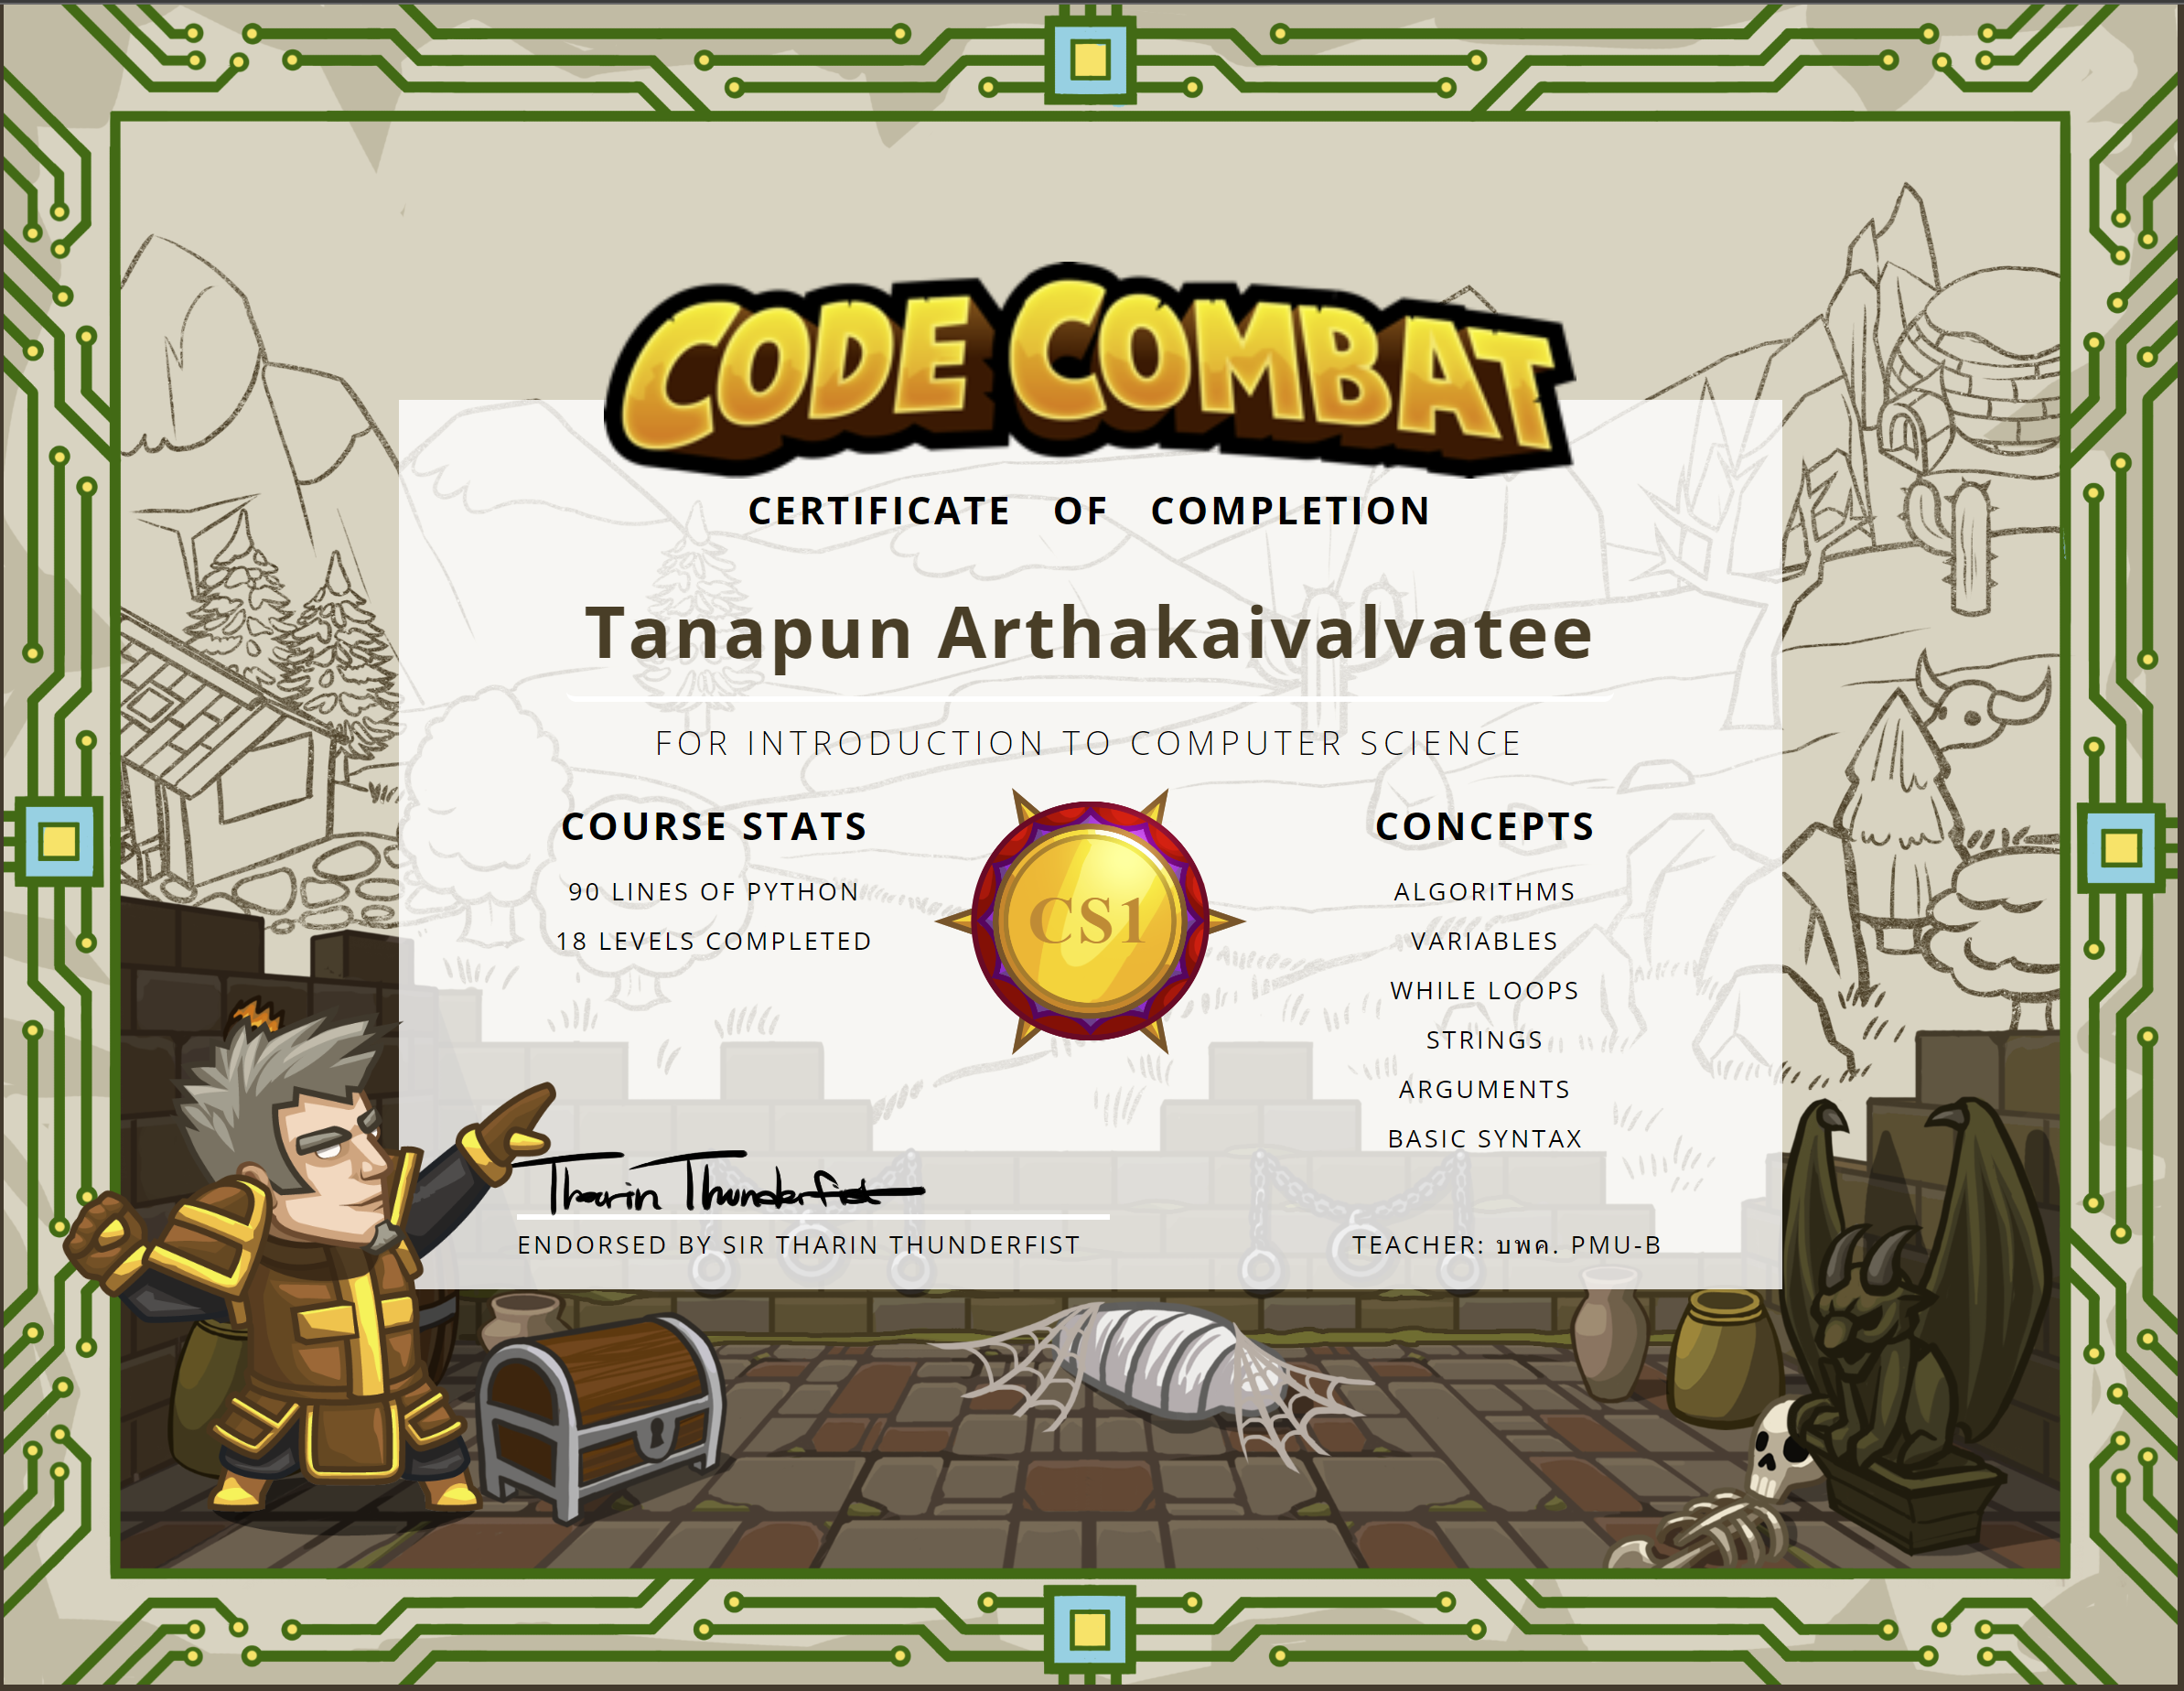 CODE COMBAT
CERTIFICATE OF COMPLETION
Tanapun Arthakaivalvatee
FOR INTRODUCTION TO COMPUTER SCIENCE
COURSE STATS
90 LINES OF PYTHON
18 LEVELS COMPLETED
CS1
CONCEPTS
ALGORITHMS
VARIABLES
WHILE LOOPS
STRINGS
ARGUMENTS
BASIC SYNTAX
Tharin Thunderfist
ENDORSED BY SIR THARIN THUNDERFIST
TEACHER: บพค. PMU-B